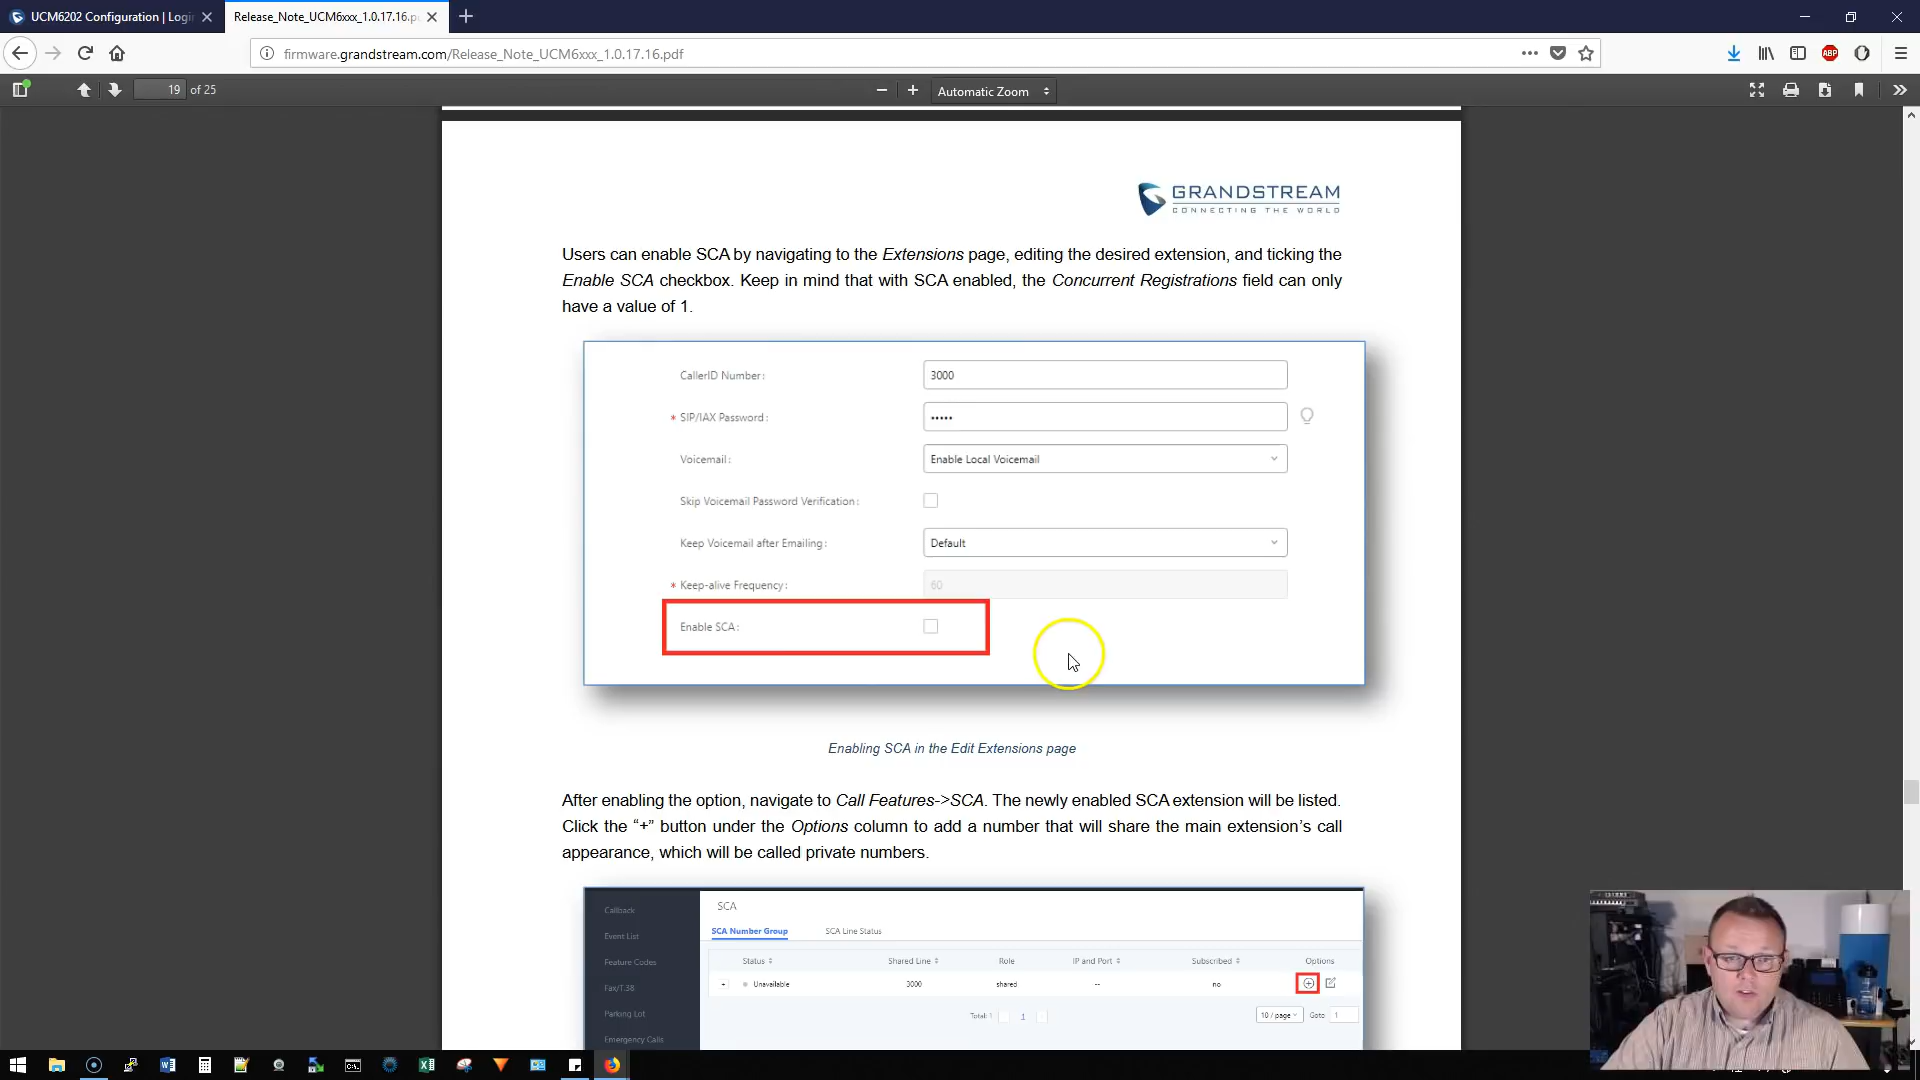 UCM6202 Configuration | Logi
Release_Note_UCM6xxx_1.0.17.16.p
firmware.grandstream.com/Release_Note_UCM6xxx_1.0.17.16.pdf
ABP
19 of 25
Automatic Zoom
GRANDSTREAM
CONNECTING THE WORLD
Users can enable SCA by navigating to the Extensions page, editing the desired extension, and ticking the
Enable SCA checkbox. Keep in mind that with SCA enabled, the Concurrent Registrations field can only
have a value of 1.
CallerID Number: 3000
* SIP/IAX Password: •••••
Voicemail: Enable Local Voicemail
Skip Voicemail Password Verification:
Keep Voicemail after Emailing: Default
* Keep-alive Frequency: 60
Enable SCA:
Enabling SCA in the Edit Extensions page
After enabling the option, navigate to Call Features->SCA. The newly enabled SCA extension will be listed.
Click the “+” button under the Options column to add a number that will share the main extension’s call
appearance, which will be called private numbers.
Callback
Event List
Feature Codes
Fax/T.38
Parking Lot
Emergency Calls
SCA
SCA Number Group SCA Line Status
Status Shared Line Role IP and Port Subscribed Options
+ Unavailable 3000 shared -- no
Total: 1 1 10 / page Goto 1